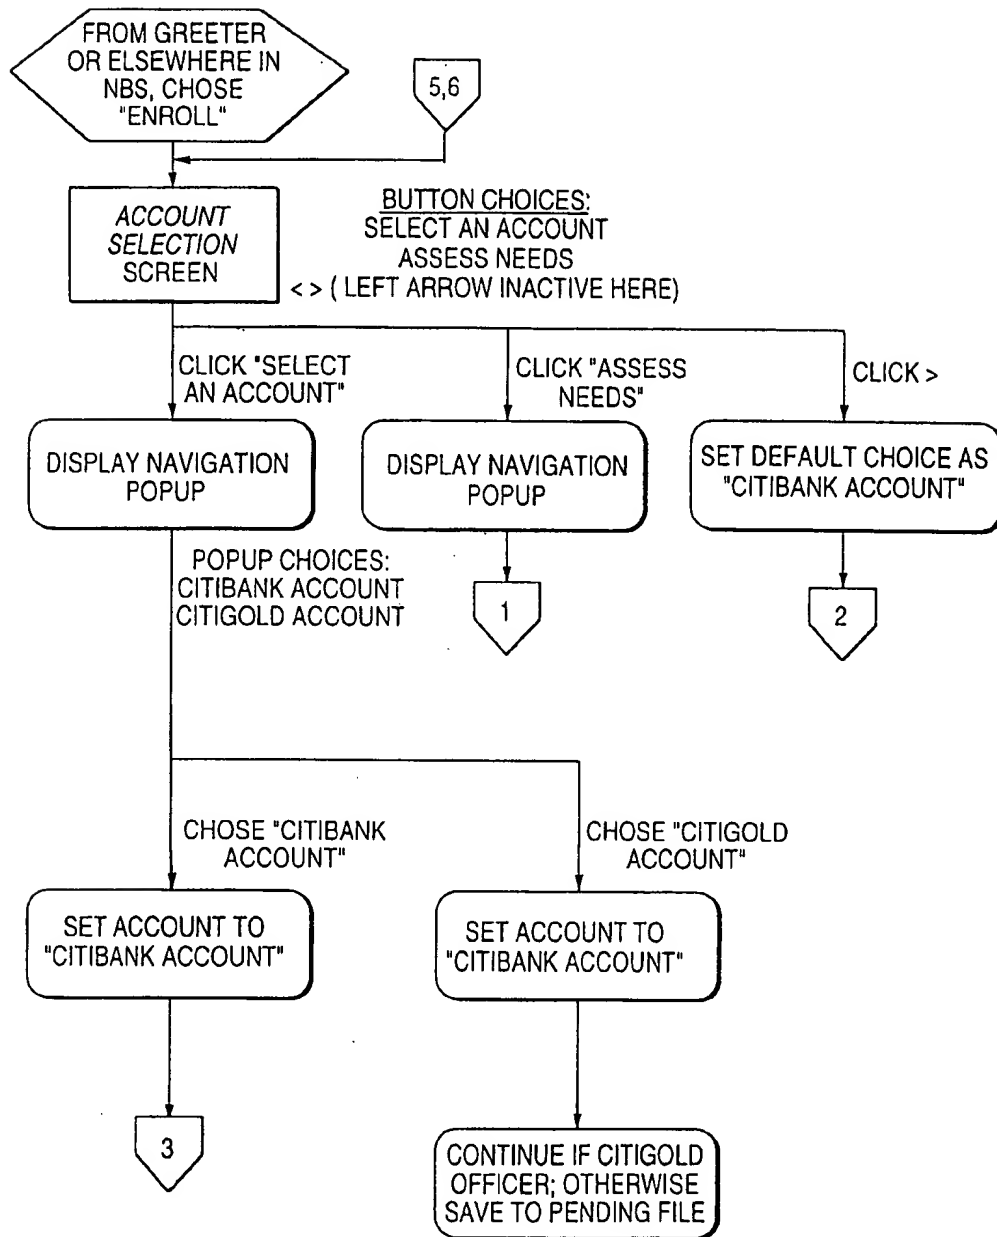 FROM GREETER
OR ELSEWHERE IN
NBS, CHOSE
"ENROLL"
5,6
ACCOUNT
SELECTION
SCREEN
BUTTON CHOICES:
SELECT AN ACCOUNT
ASSESS NEEDS
< > ( LEFT ARROW INACTIVE HERE)
CLICK "SELECT
AN ACCOUNT"
CLICK "ASSESS
NEEDS"
CLICK >
DISPLAY NAVIGATION
POPUP
DISPLAY NAVIGATION
POPUP
SET DEFAULT CHOICE AS
"CITIBANK ACCOUNT"
POPUP CHOICES:
CITIBANK ACCOUNT
CITIGOLD ACCOUNT
1
2
CHOSE "CITIBANK
ACCOUNT"
CHOSE "CITIGOLD
ACCOUNT"
SET ACCOUNT TO
"CITIBANK ACCOUNT"
SET ACCOUNT TO
"CITIBANK ACCOUNT"
3
CONTINUE IF CITIGOLD
OFFICER; OTHERWISE
SAVE TO PENDING FILE